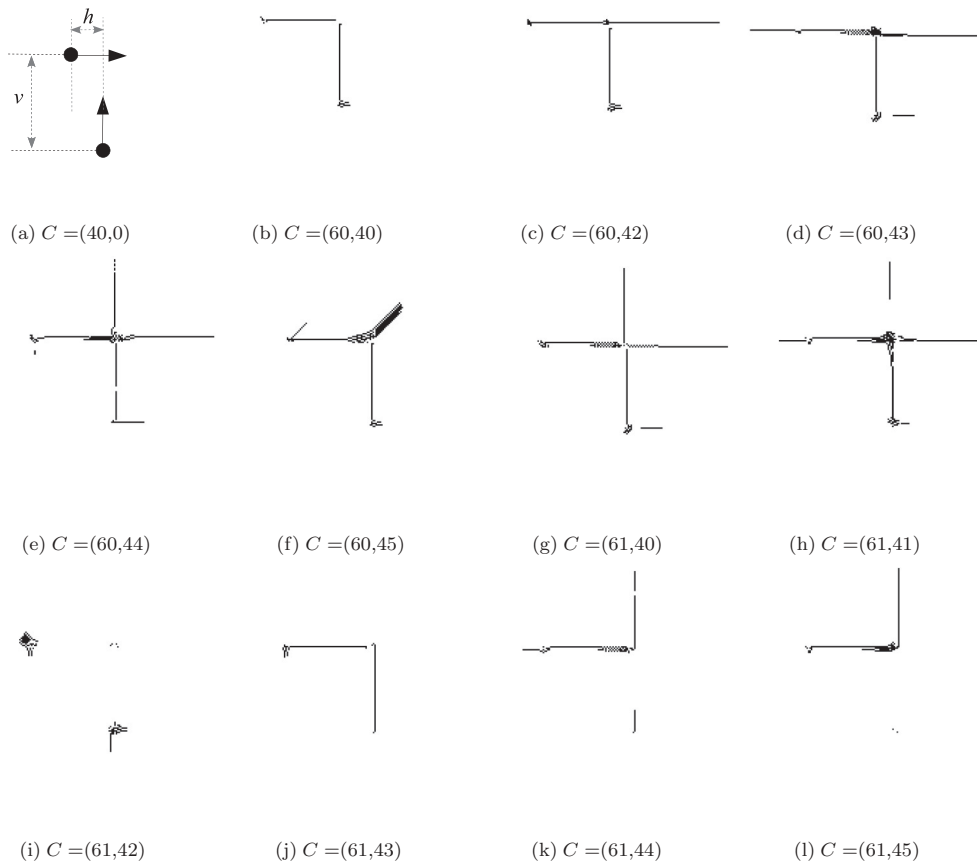 h
v
(a) C =(40,0)
(b) C =(60,40)
(c) C =(60,42)
(d) C =(60,43)
(e) C =(60,44)
(f) C =(60,45)
(g) C =(61,40)
(h) C =(61,41)
(i) C =(61,42)
(j) C =(61,43)
(k) C =(61,44)
(l) C =(61,45)